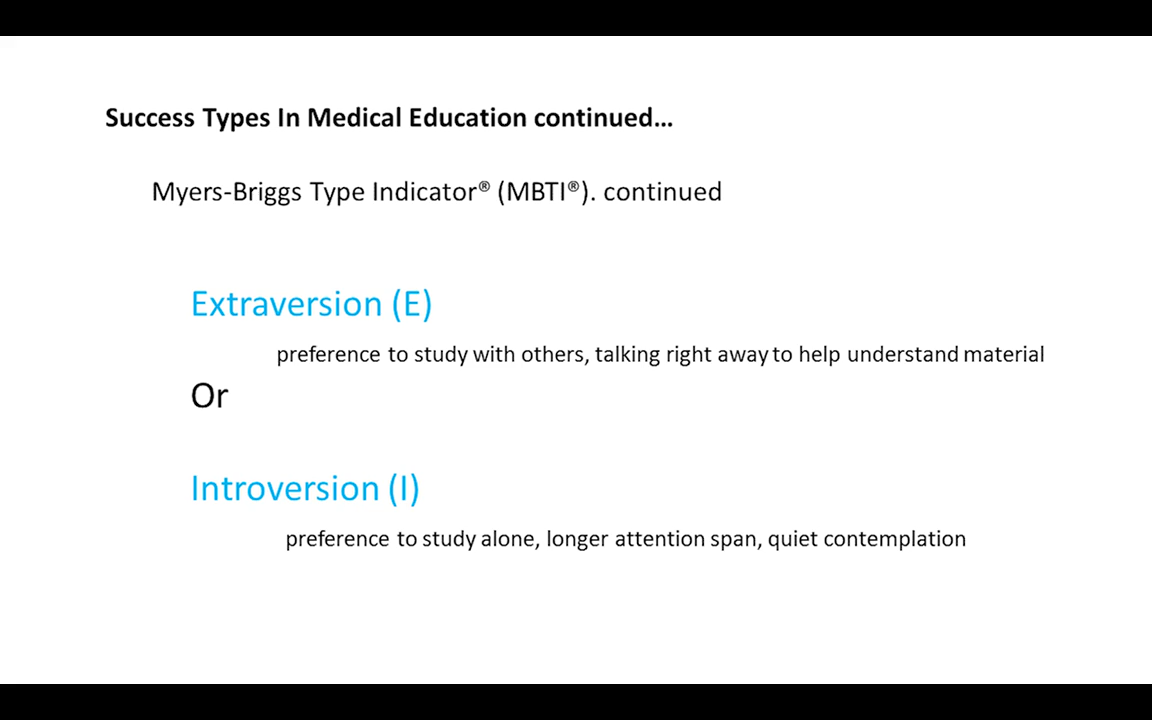 Success Types In Medical Education continued…
Myers-Briggs Type Indicator® (MBTI®). continued
Extraversion (E)
preference to study with others, talking right away to help understand material
Or
Introversion (I)
preference to study alone, longer attention span, quiet contemplation